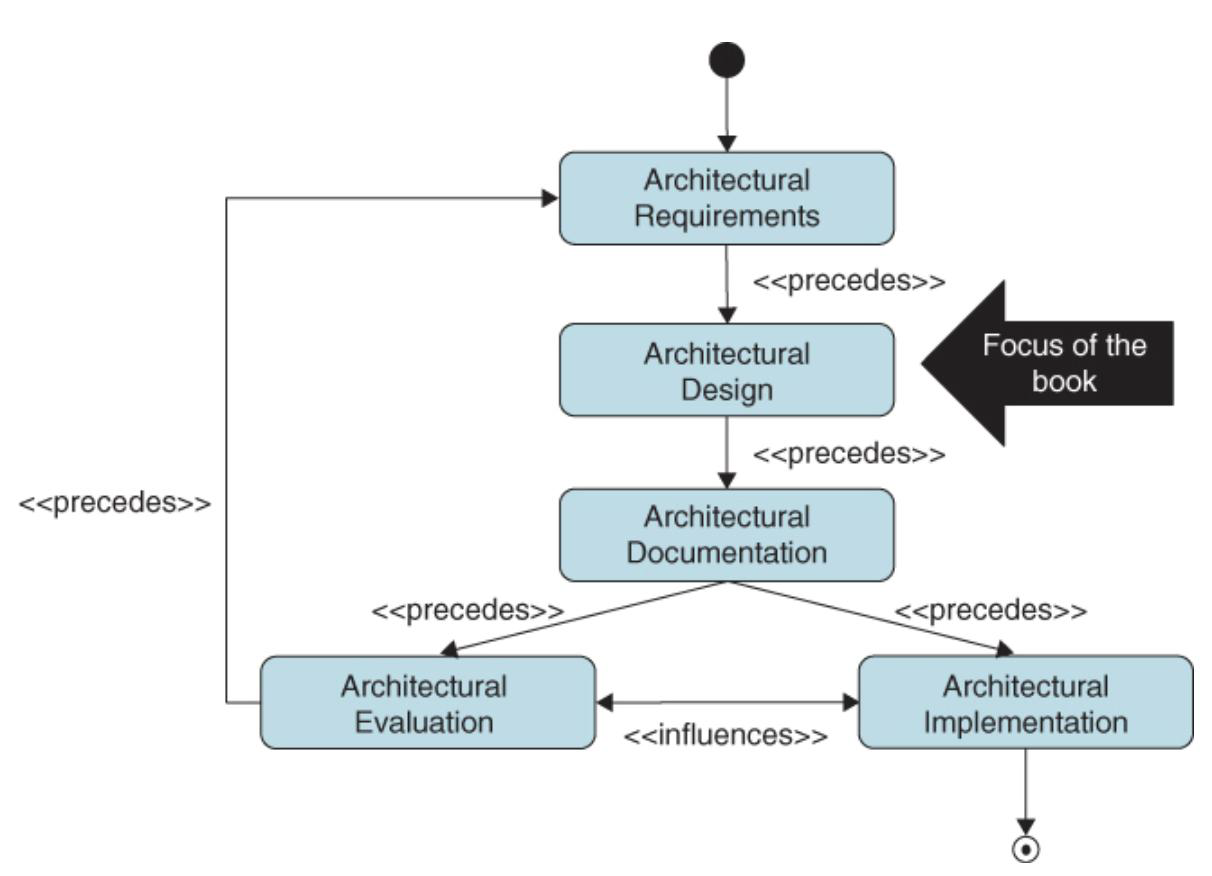 Architectural
Requirements
<<precedes>>
Focus of the
book
Architectural
Design
<<precedes>>
<<precedes>>
Architectural
Documentation
<<precedes>>
<<precedes>>
Architectural
Evaluation
<<influences>>
Architectural
Implementation